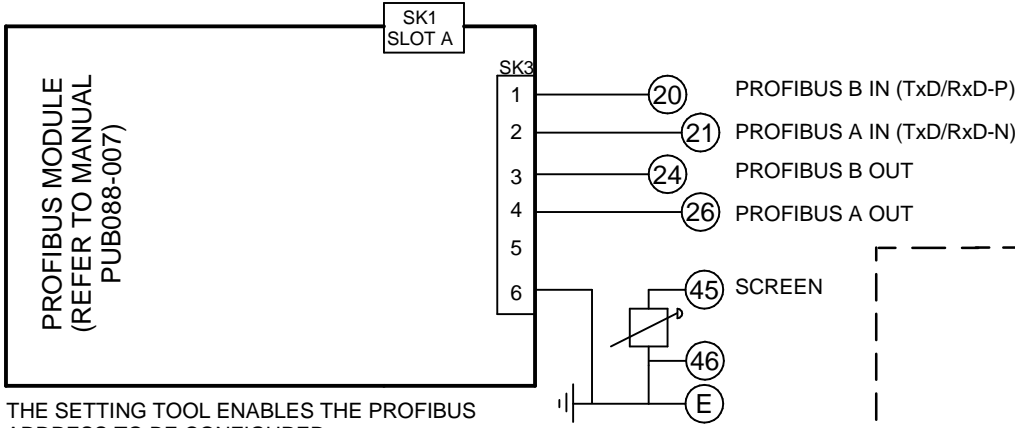 SK1
SLOT A
PROFIBUS MODULE
(REFER TO MANUAL
PUB088-007)
SK3
1
20
PROFIBUS B IN (TxD/RxD-P)
2
21
PROFIBUS A IN (TxD/RxD-N)
3
24
PROFIBUS B OUT
4
26
PROFIBUS A OUT
5
6
45
SCREEN
46
E
THE SETTING TOOL ENABLES THE PROFIBUS